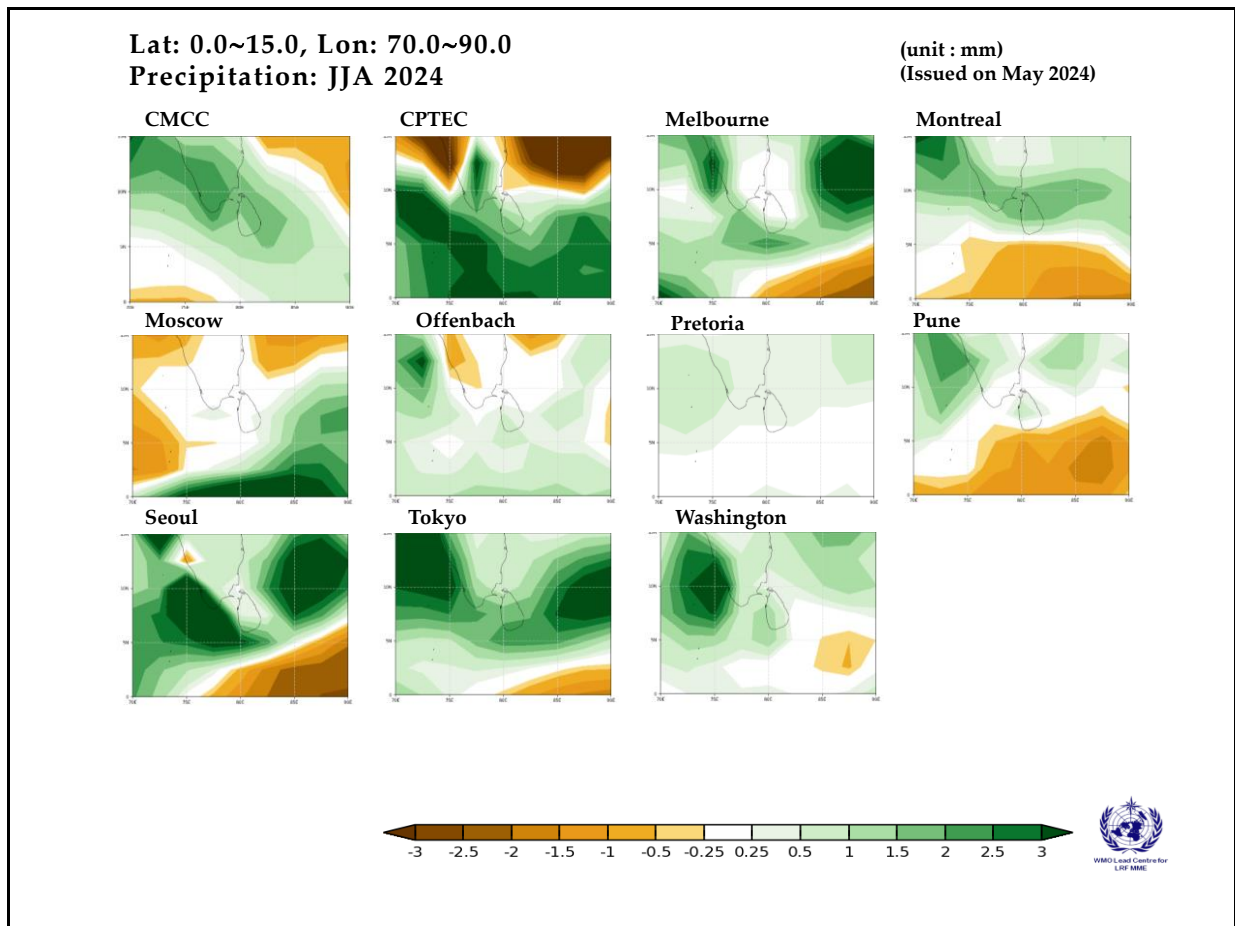 Lat: 0.0~15.0, Lon: 70.0~90.0
Precipitation: JJA 2024
(unit : mm)
(Issued on May 2024)
CMCC
CPTEC
Melbourne
Montreal
Moscow
Offenbach
Pretoria
Pune
Seoul
Tokyo
Washington
-3 -2.5 -2 -1.5 -1 -0.5 -0.25 0.25 0.5 1 1.5 2 2.5 3
WMO Lead Centre for
LRF MME